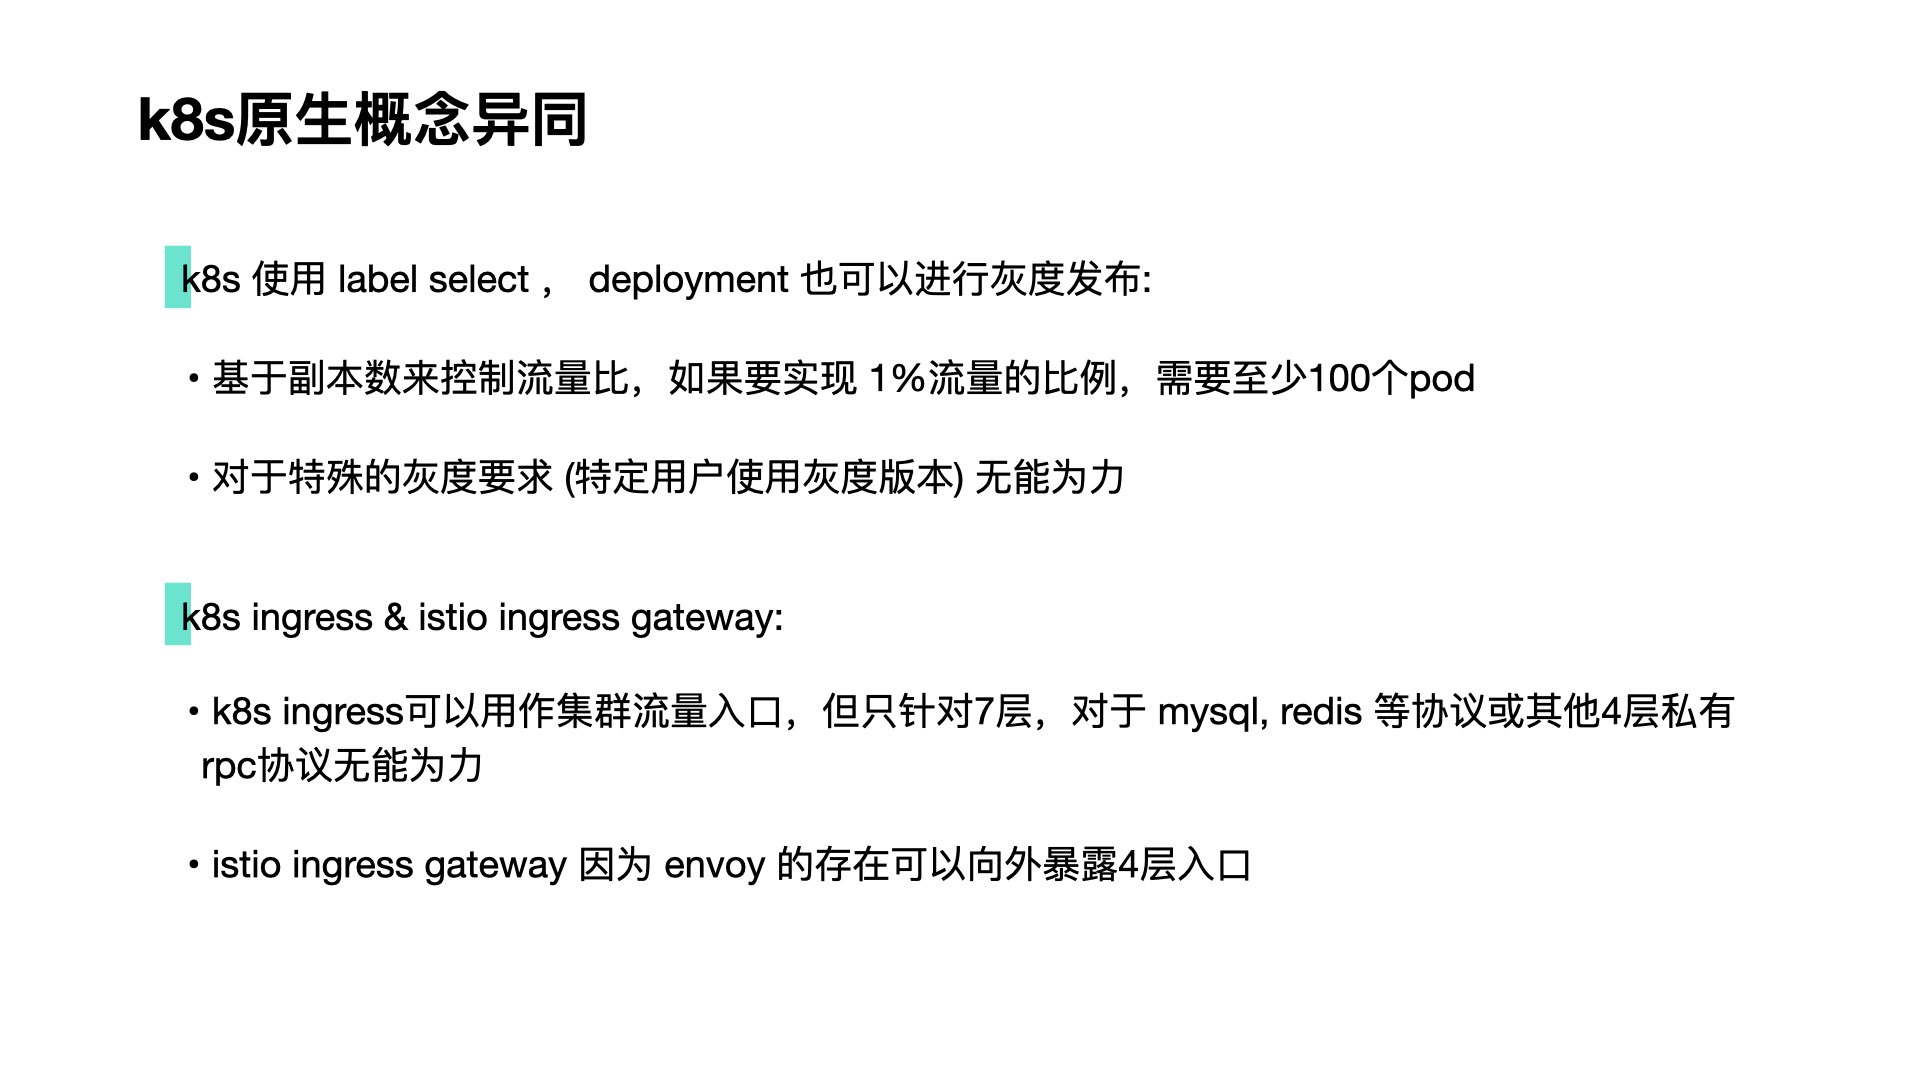 k8s原生概念异同
k8s 使用 label select ， deployment 也可以进行灰度发布:
• 基于副本数来控制流量比，如果要实现 1%流量的比例，需要至少100个pod
• 对于特殊的灰度要求 (特定用户使用灰度版本) 无能为力
k8s ingress & istio ingress gateway:
• k8s ingress可以用作集群流量入口，但只针对7层，对于 mysql, redis 等协议或其他4层私有
rpc协议无能为力
• istio ingress gateway 因为 envoy 的存在可以向外暴露4层入口